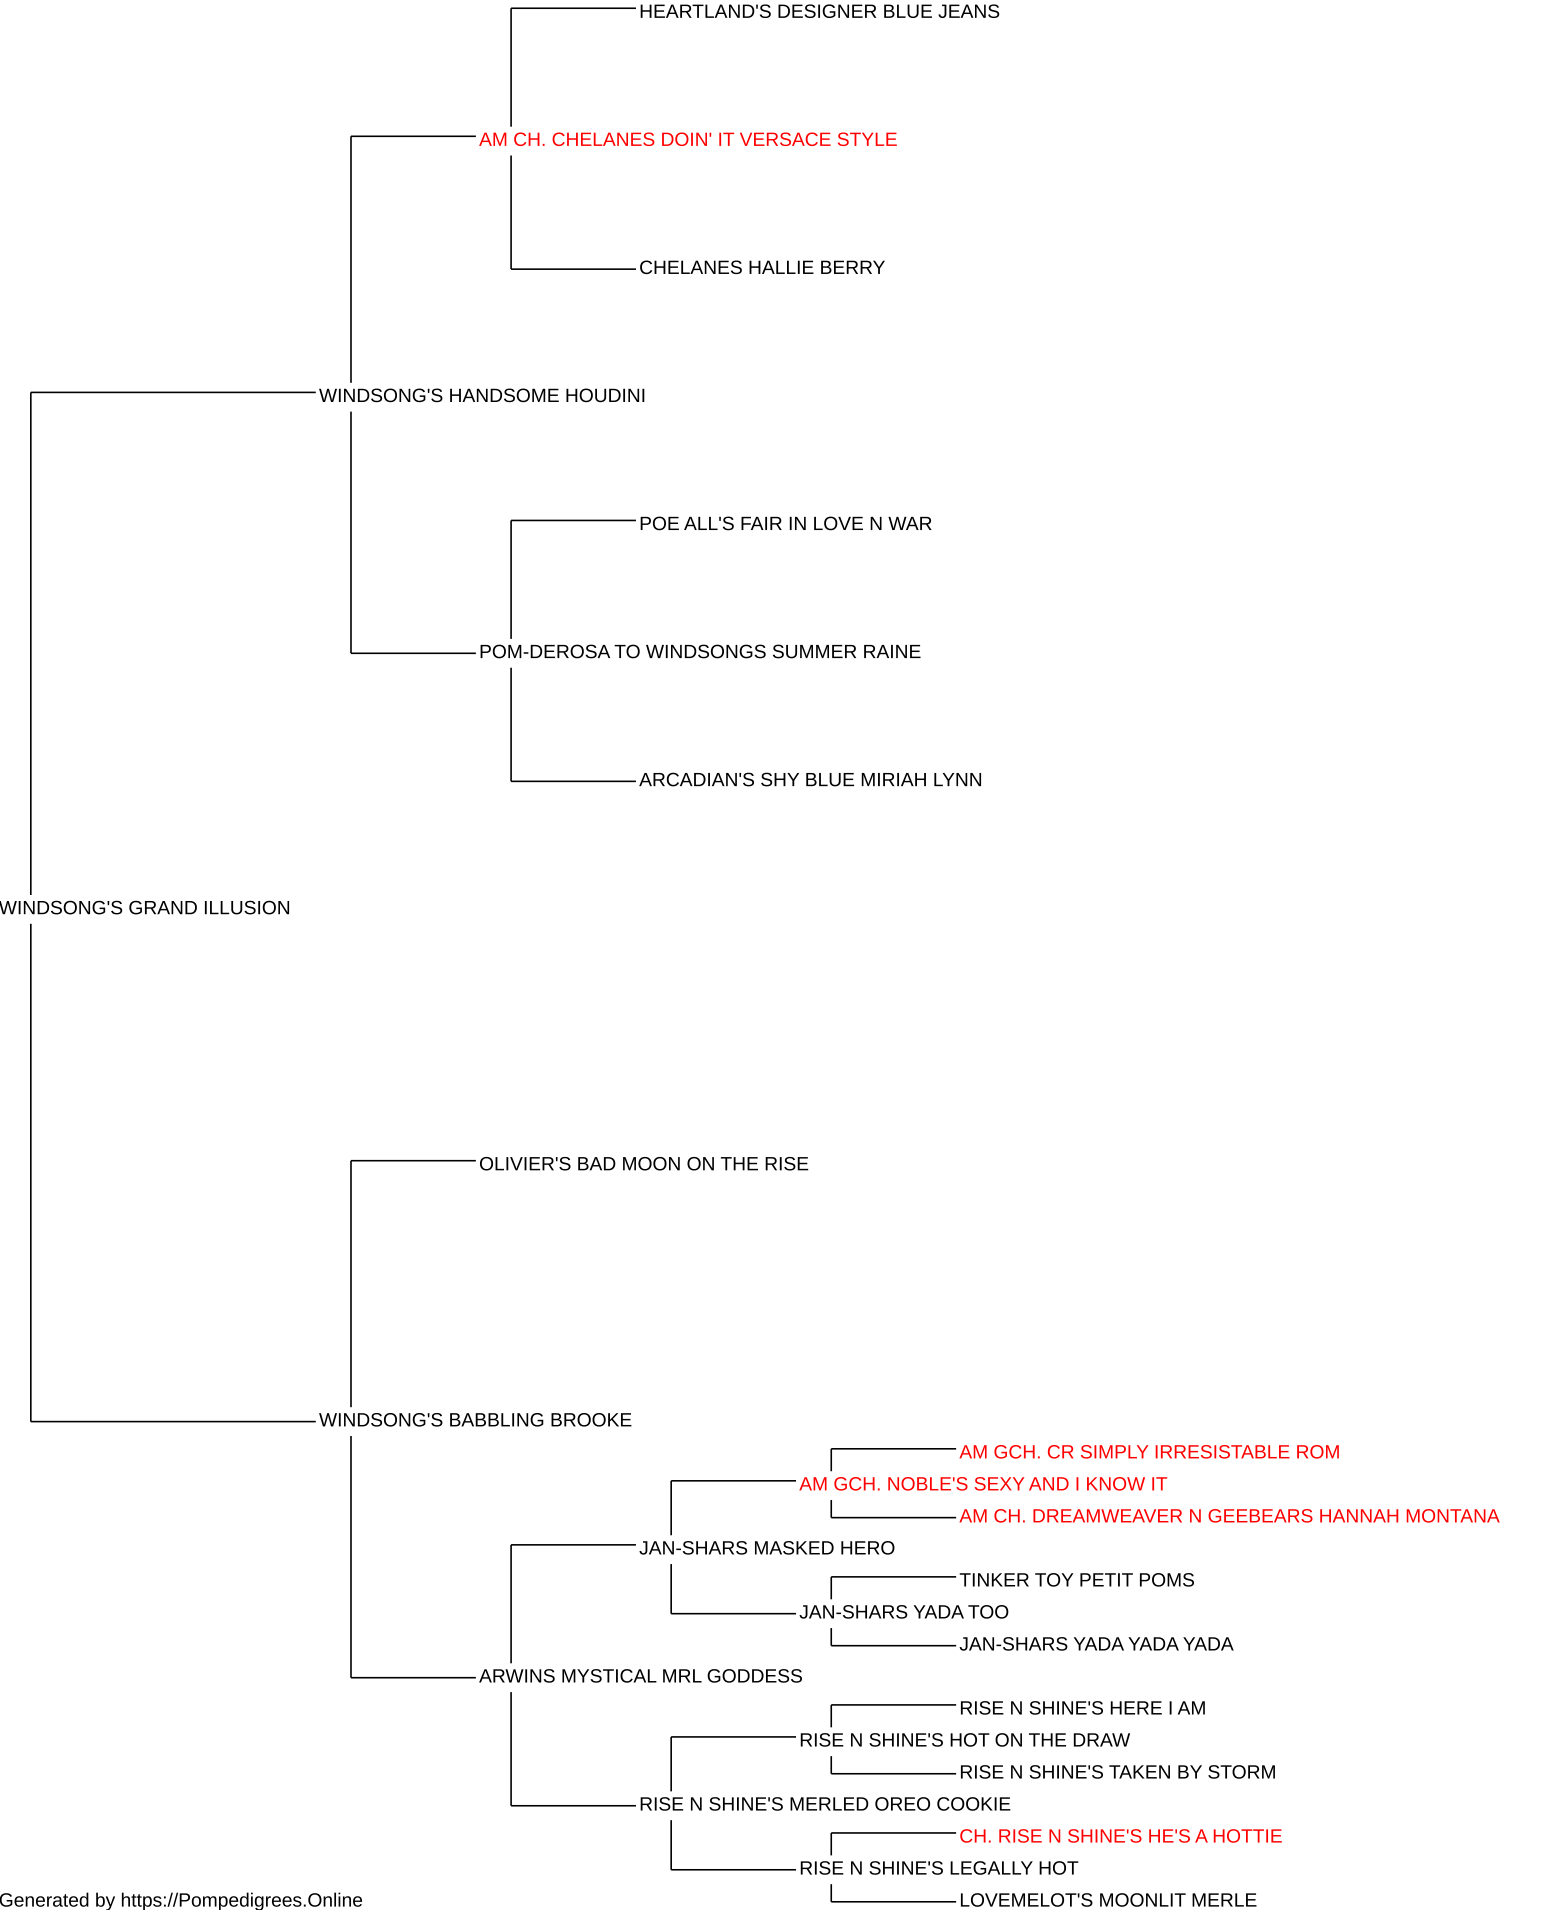 HEARTLAND'S DESIGNER BLUE JEANS
AM CH. CHELANES DOIN' IT VERSACE STYLE
CHELANES HALLIE BERRY
WINDSONG'S HANDSOME HOUDINI
POE ALL'S FAIR IN LOVE N WAR
POM-DEROSA TO WINDSONGS SUMMER RAINE
ARCADIAN'S SHY BLUE MIRIAH LYNN
WINDSONG'S GRAND ILLUSION
OLIVIER'S BAD MOON ON THE RISE
WINDSONG'S BABBLING BROOKE
AM GCH. CR SIMPLY IRRESISTABLE ROM
AM GCH. NOBLE'S SEXY AND I KNOW IT
AM CH. DREAMWEAVER N GEEBEARS HANNAH MONTANA
JAN-SHARS MASKED HERO
TINKER TOY PETIT POMS
JAN-SHARS YADA TOO
JAN-SHARS YADA YADA YADA
ARWINS MYSTICAL MRL GODDESS
RISE N SHINE'S HERE I AM
RISE N SHINE'S HOT ON THE DRAW
RISE N SHINE'S TAKEN BY STORM
RISE N SHINE'S MERLED OREO COOKIE
CH. RISE N SHINE'S HE'S A HOTTIE
RISE N SHINE'S LEGALLY HOT
LOVEMELOT'S MOONLIT MERLE
Generated by https://Pompedigrees.Online